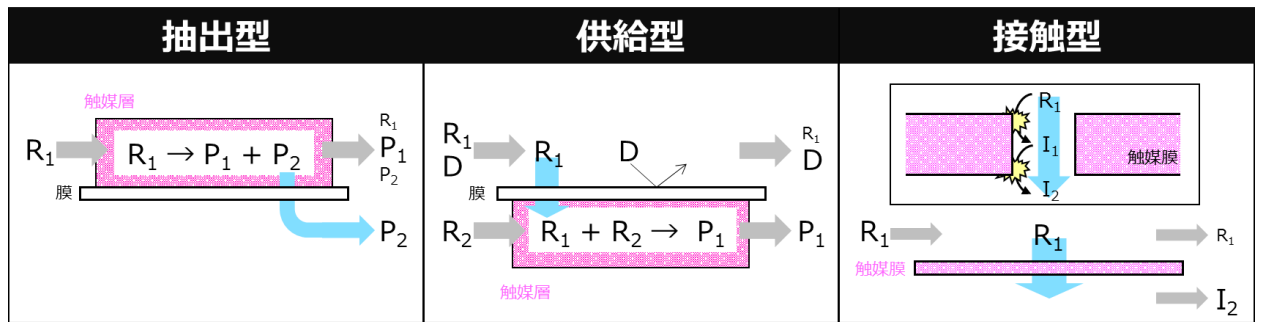 抽出型
供給型
接触型
触媒層
R₁
R₁ → P₁ + P₂
R₁
P₁
P₂
膜
P₂
R₁
D
R₁
D
R₁
D
膜
R₂
R₁ + R₂ → P₁
P₁
触媒層
R₁
I₁
触媒膜
I₂
R₁
R₁
R₁
触媒膜
I₂